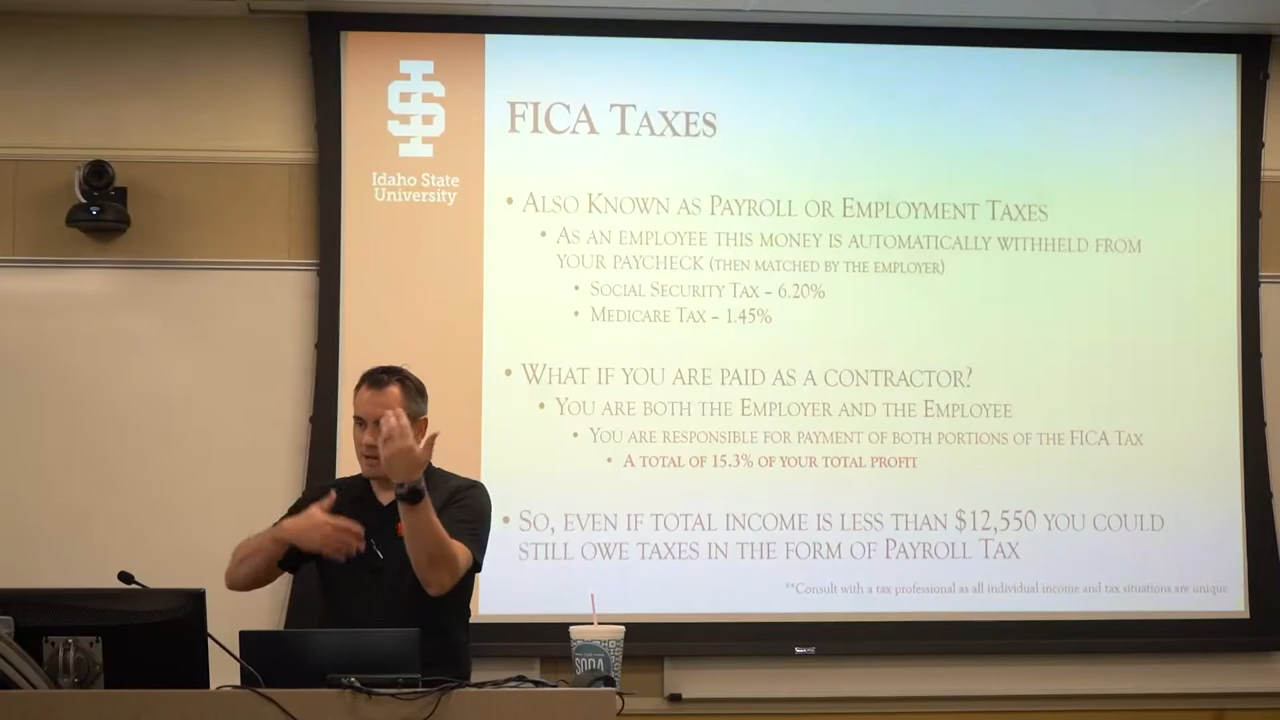 Idaho State
University
FICA TAXES
• ALSO KNOWN AS PAYROLL OR EMPLOYMENT TAXES
• AS AN EMPLOYEE THIS MONEY IS AUTOMATICALLY WITHHELD FROM
YOUR PAYCHECK (THEN MATCHED BY THE EMPLOYER)
• SOCIAL SECURITY TAX – 6.20%
• MEDICARE TAX – 1.45%
• WHAT IF YOU ARE PAID AS A CONTRACTOR?
• YOU ARE BOTH THE EMPLOYER AND THE EMPLOYEE
• YOU ARE RESPONSIBLE FOR PAYMENT OF BOTH PORTIONS OF THE FICA TAX
• A TOTAL OF 15.3% OF YOUR TOTAL PROFIT
• SO, EVEN IF TOTAL INCOME IS LESS THAN $12,550 YOU COULD
STILL OWE TAXES IN THE FORM OF PAYROLL TAX
**Consult with a tax professional as all individual income and tax situations are unique
SODA